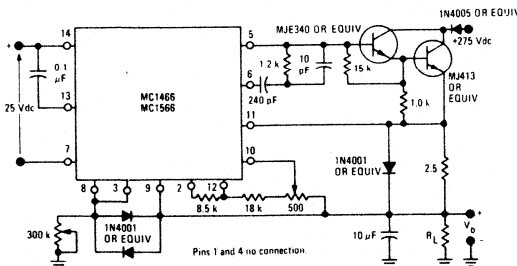 1N4005 OR EQUIV
MJE340 OR EQUIV
+275 Vdc
14
5
+
1.2 k
10
pF
15 k
MJ413
OR
EQUIV
0.1
µF
MC1466
MC1566
6
240 pF
1.0 k
25 Vdc
13
11
7
10
1N4001
OR EQUIV
2.5
8
3
9
2
12
8.5 k
18 k
500
300 k
1N4001
OR EQUIV
10 µF
RL
+
Vo
-
Pins 1 and 4 no connection.